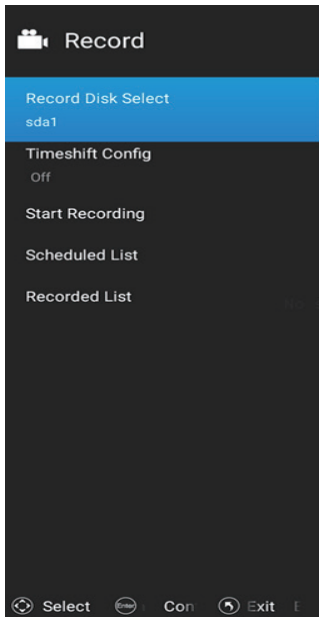 Record
Record Disk Select
sda1
Timeshift Config
Off
Start Recording
Scheduled List
Recorded List
Select Enter Con Exit